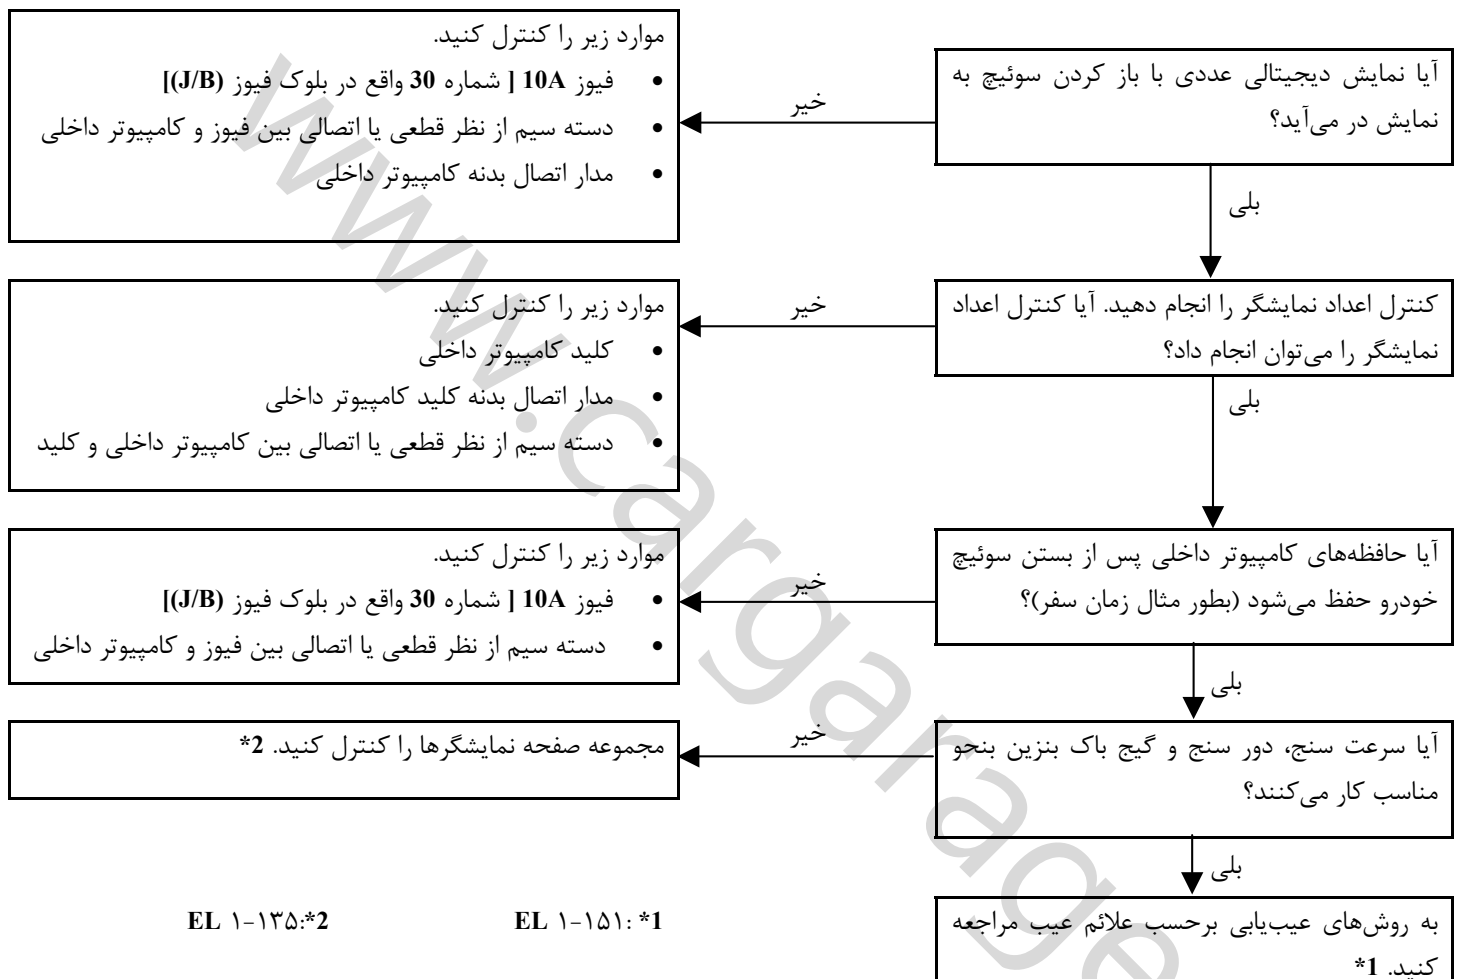 آیا نمایش دیجیتالی عددی با باز کردن سوئیچ به
نمایش در می‌آید؟
خیر
موارد زیر را کنترل کنید.
• فیوز 10A [ شماره 30 واقع در بلوک فیوز (J/B)]
• دسته سیم از نظر قطعی یا اتصالی بین فیوز و کامپیوتر داخلی
• مدار اتصال بدنه کامپیوتر داخلی
بلی
کنترل اعداد نمایشگر را انجام دهید. آیا کنترل اعداد
نمایشگر را می‌توان انجام داد؟
خیر
موارد زیر را کنترل کنید.
• کلید کامپیوتر داخلی
• مدار اتصال بدنه کلید کامپیوتر داخلی
• دسته سیم از نظر قطعی یا اتصالی بین کامپیوتر داخلی و کلید
بلی
آیا حافظه‌های کامپیوتر داخلی پس از بستن سوئیچ
خودرو حفظ می‌شود (بطور مثال زمان سفر)؟
خیر
موارد زیر را کنترل کنید.
• فیوز 10A [ شماره 30 واقع در بلوک فیوز (J/B)]
• دسته سیم از نظر قطعی یا اتصالی بین فیوز و کامپیوتر داخلی
بلی
آیا سرعت سنج، دور سنج و گیج باک بنزین بنحو
مناسب کار می‌کنند؟
خیر
مجموعه صفحه نمایشگرها را کنترل کنید. 2*
بلی
به روش‌های عیب‌یابی برحسب علائم عیب مراجعه
کنید. 1*
EL ۱-۱۵۱: *1
EL ۱-۱۳۵:*2
www.cargarage